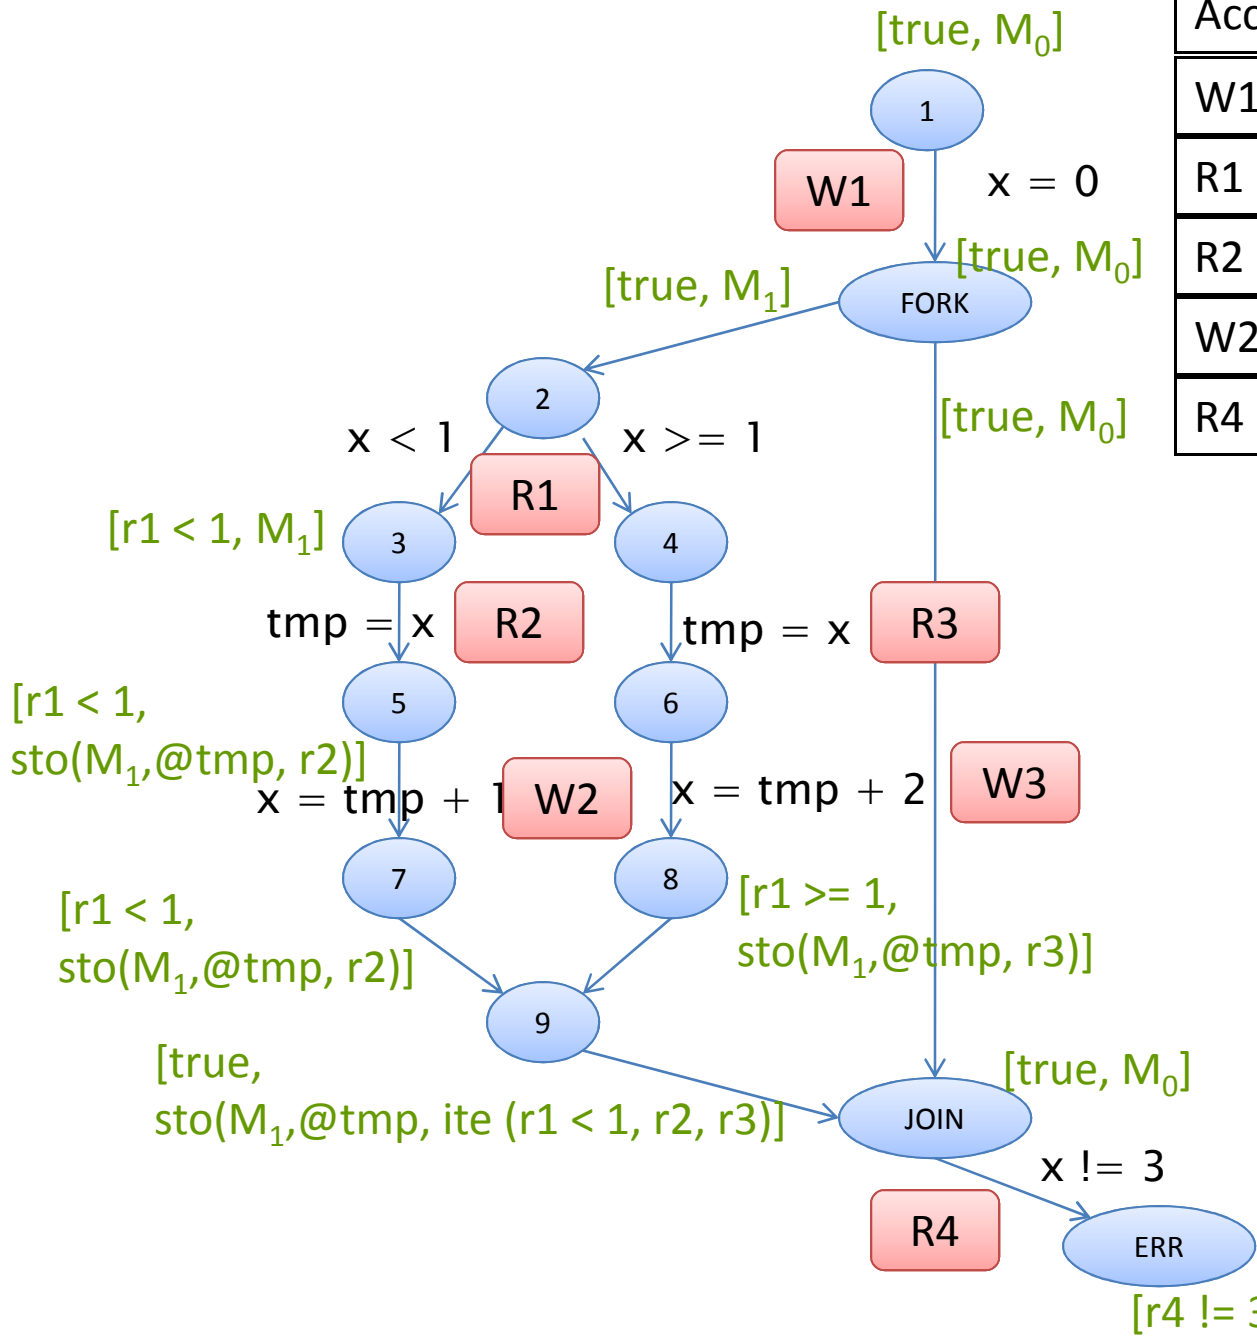 [true, M₀]
Acc
1
W1
W1
x = 0
R1
[true, M₀]
R2
[true, M₁]
FORK
W2
2
[true, M₀]
R4
x < 1
x >= 1
R1
[r1 < 1, M₁]
3
4
tmp = x
R2
tmp = x
R3
[r1 < 1,
sto(M₁,@tmp, r2)]
5
6
x = tmp + 1
W2
x = tmp + 2
W3
7
8
[r1 < 1,
sto(M₁,@tmp, r2)]
[r1 >= 1,
sto(M₁,@tmp, r3)]
9
[true,
sto(M₁,@tmp, ite (r1 < 1, r2, r3)]
[true, M₀]
JOIN
x != 3
R4
ERR
[r4 != 3